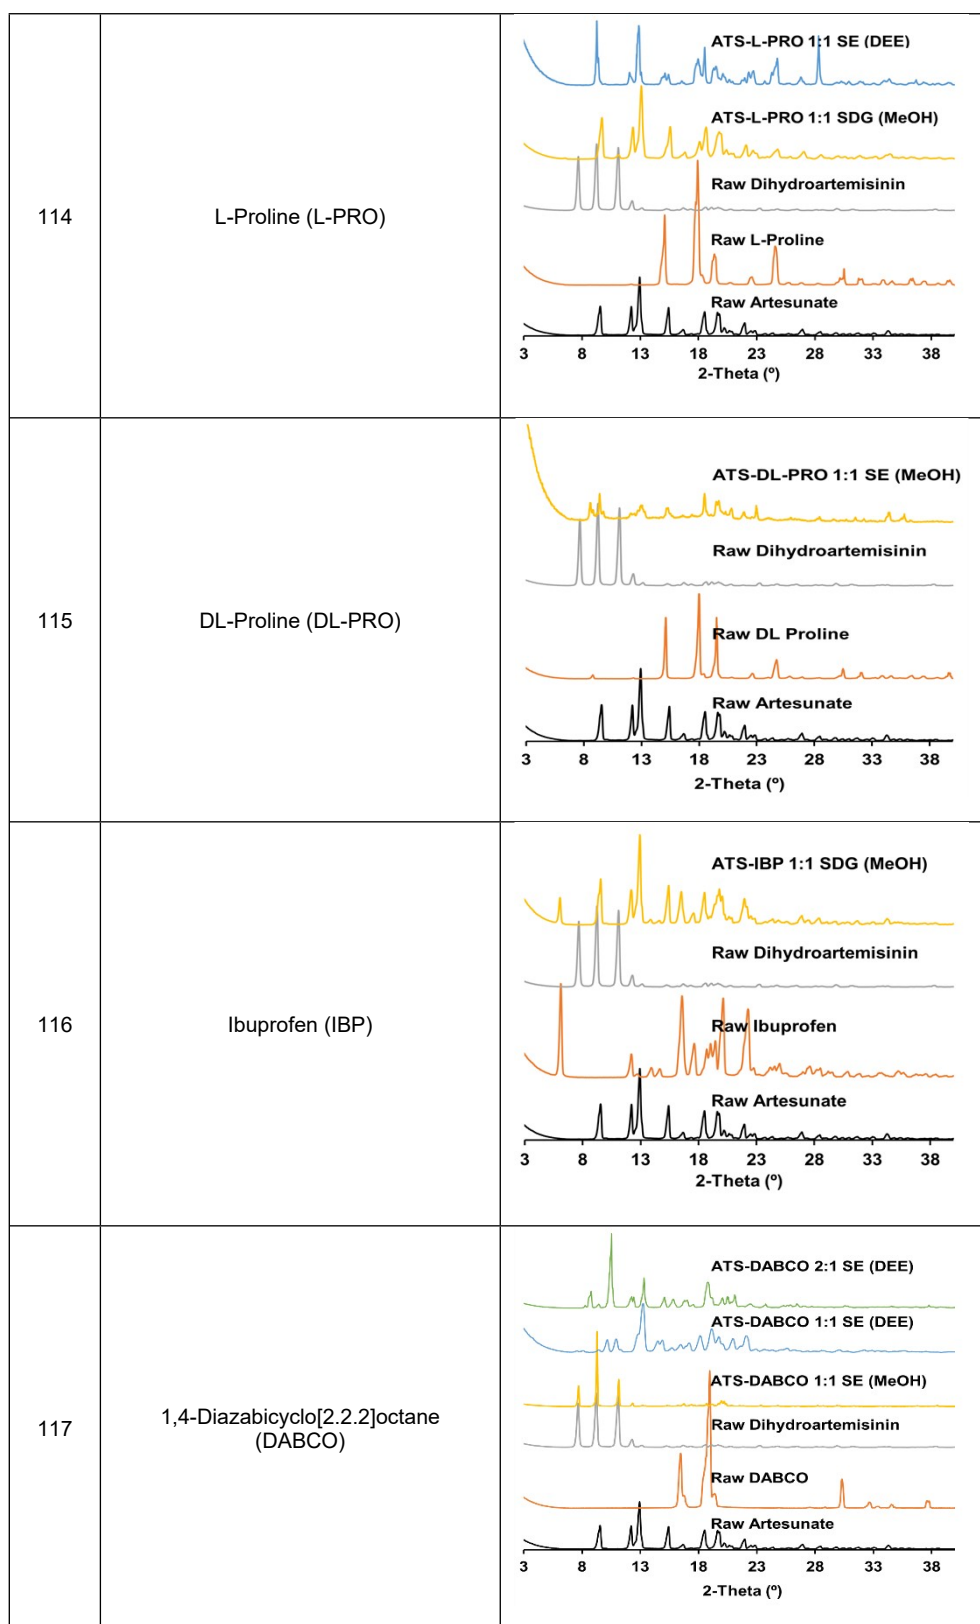 114
L-Proline (L-PRO)
ATS-L-PRO 1:1 SE (DEE)
ATS-L-PRO 1:1 SDG (MeOH)
Raw Dihydroartemisinin
Raw L-Proline
Raw Artesunate
3 8 13 18 23 28 33 38
2-Theta (º)
115
DL-Proline (DL-PRO)
ATS-DL-PRO 1:1 SE (MeOH)
Raw Dihydroartemisinin
Raw DL Proline
Raw Artesunate
3 8 13 18 23 28 33 38
2-Theta (º)
116
Ibuprofen (IBP)
ATS-IBP 1:1 SDG (MeOH)
Raw Dihydroartemisinin
Raw Ibuprofen
Raw Artesunate
3 8 13 18 23 28 33 38
2-Theta (º)
117
1,4-Diazabicyclo[2.2.2]octane
(DABCO)
ATS-DABCO 2:1 SE (DEE)
ATS-DABCO 1:1 SE (DEE)
ATS-DABCO 1:1 SE (MeOH)
Raw Dihydroartemisinin
Raw DABCO
Raw Artesunate
3 8 13 18 23 28 33 38
2-Theta (º)